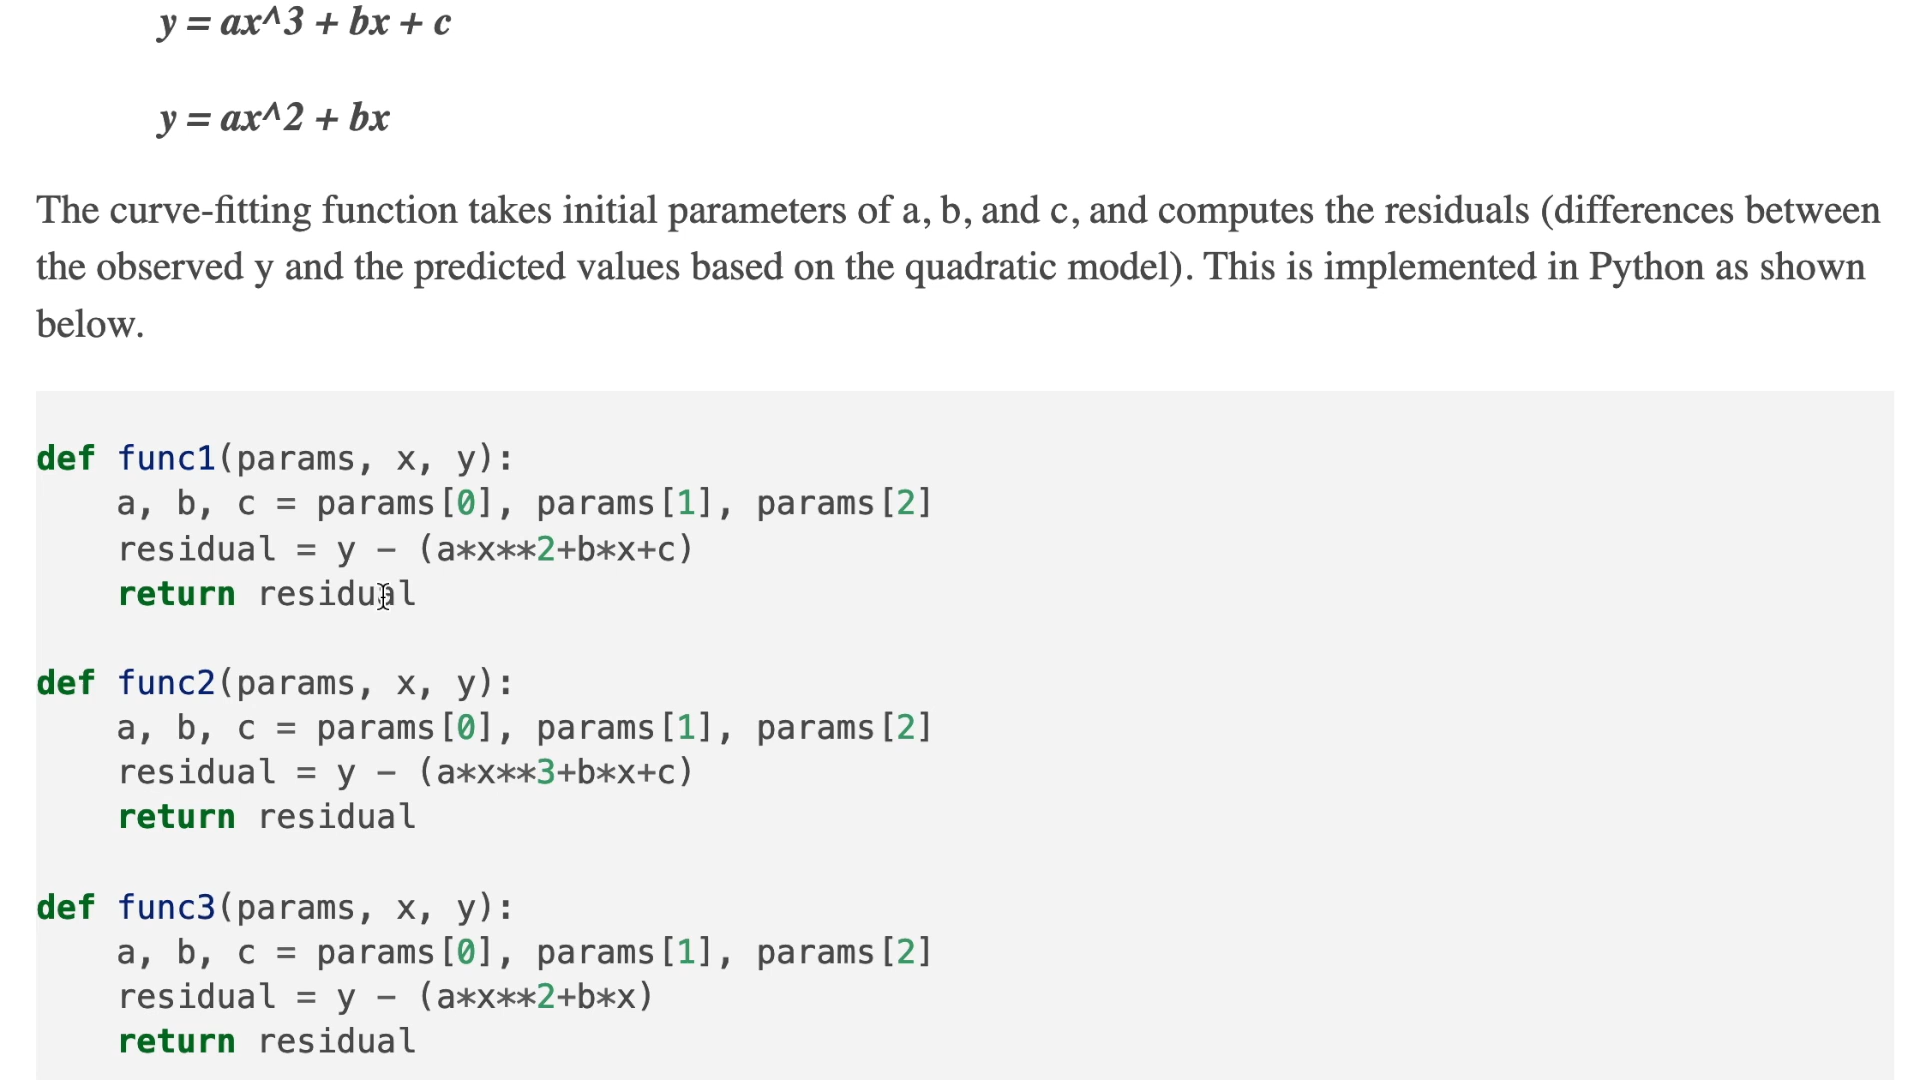 y = ax^3 + bx + c
y = ax^2 + bx
The curve-fitting function takes initial parameters of a, b, and c, and computes the residuals (differences between
the observed y and the predicted values based on the quadratic model). This is implemented in Python as shown
below.
def func1(params, x, y):
    a, b, c = params[0], params[1], params[2]
    residual = y - (a*x**2+b*x+c)
    return residual
def func2(params, x, y):
    a, b, c = params[0], params[1], params[2]
    residual = y - (a*x**3+b*x+c)
    return residual
def func3(params, x, y):
    a, b, c = params[0], params[1], params[2]
    residual = y - (a*x**2+b*x)
    return residual